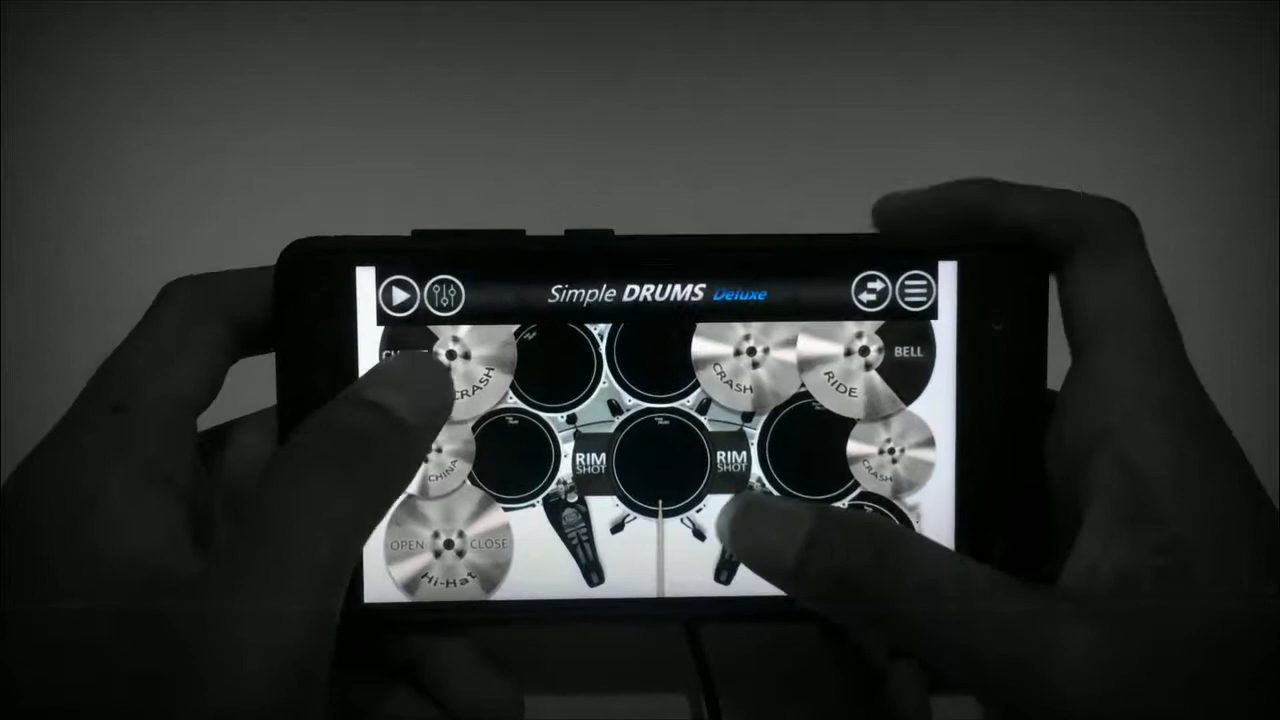 Simple DRUMS Deluxe
CRASH
CRASH
RIDE
BELL
CHINA
RIM
SHOT
RIM
SHOT
CRASH
OPEN
CLOSE
Hi-Hat